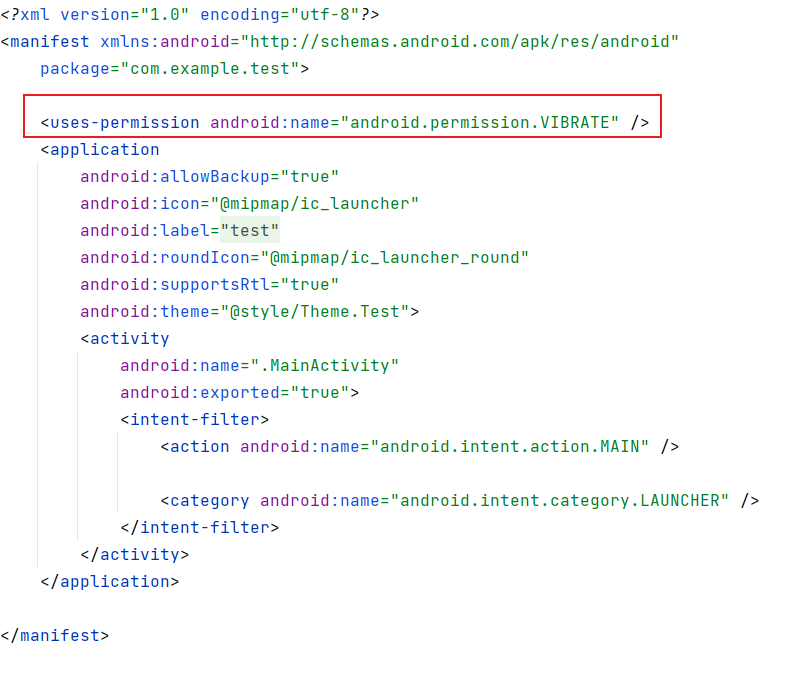 <?xml version="1.0" encoding="utf-8"?>
<manifest xmlns:android="http://schemas.android.com/apk/res/android"
    package="com.example.test">
    <uses-permission android:name="android.permission.VIBRATE" />
    <application
        android:allowBackup="true"
        android:icon="@mipmap/ic_launcher"
        android:label="test"
        android:roundIcon="@mipmap/ic_launcher_round"
        android:supportsRtl="true"
        android:theme="@style/Theme.Test">
        <activity
            android:name=".MainActivity"
            android:exported="true">
            <intent-filter>
                <action android:name="android.intent.action.MAIN" />
                <category android:name="android.intent.category.LAUNCHER" />
            </intent-filter>
        </activity>
    </application>
</manifest>